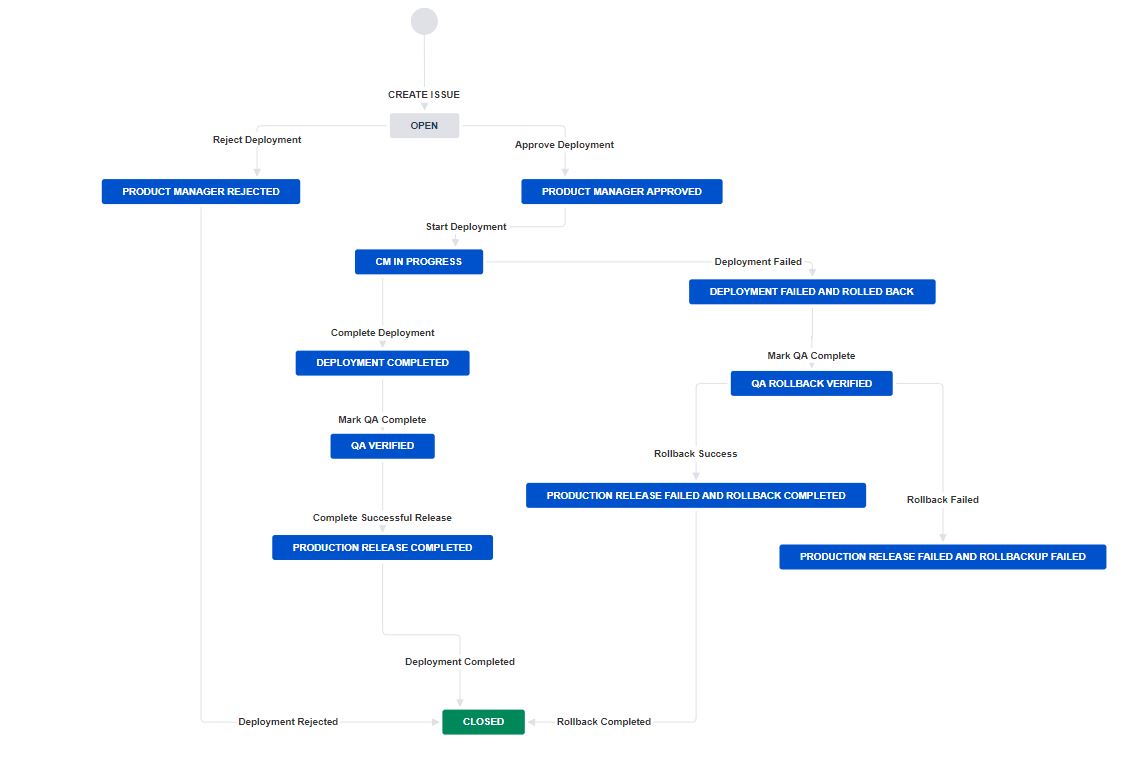 CREATE ISSUE
OPEN
Reject Deployment
Approve Deployment
PRODUCT MANAGER REJECTED
PRODUCT MANAGER APPROVED
Start Deployment
CM IN PROGRESS
Deployment Failed
DEPLOYMENT FAILED AND ROLLED BACK
Complete Deployment
Mark QA Complete
DEPLOYMENT COMPLETED
QA ROLLBACK VERIFIED
Mark QA Complete
QA VERIFIED
Rollback Success
PRODUCTION RELEASE FAILED AND ROLLBACK COMPLETED
Rollback Failed
Complete Successful Release
PRODUCTION RELEASE COMPLETED
PRODUCTION RELEASE FAILED AND ROLLBACKUP FAILED
Deployment Completed
Deployment Rejected
CLOSED
Rollback Completed